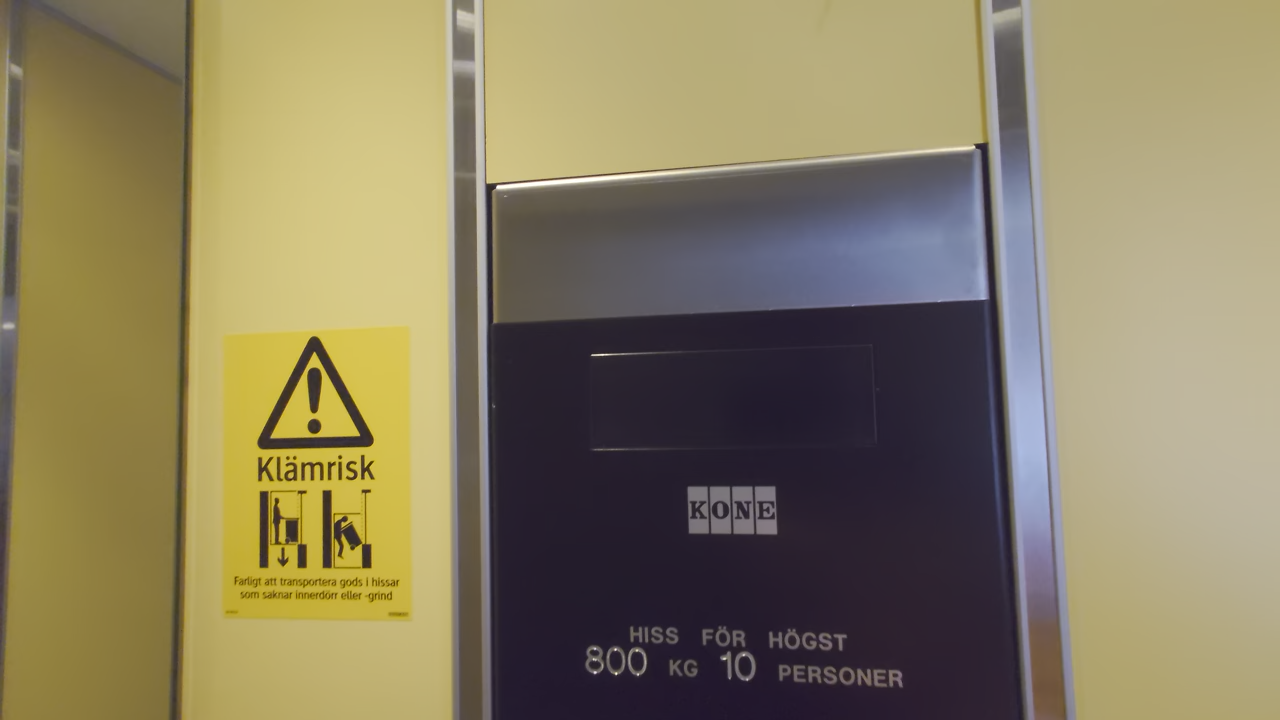 Klämrisk
Farligt att transportera gods i hissar
som saknar innerdörr eller -grind
KONE
HISS FÖR HÖGST
800 KG 10 PERSONER